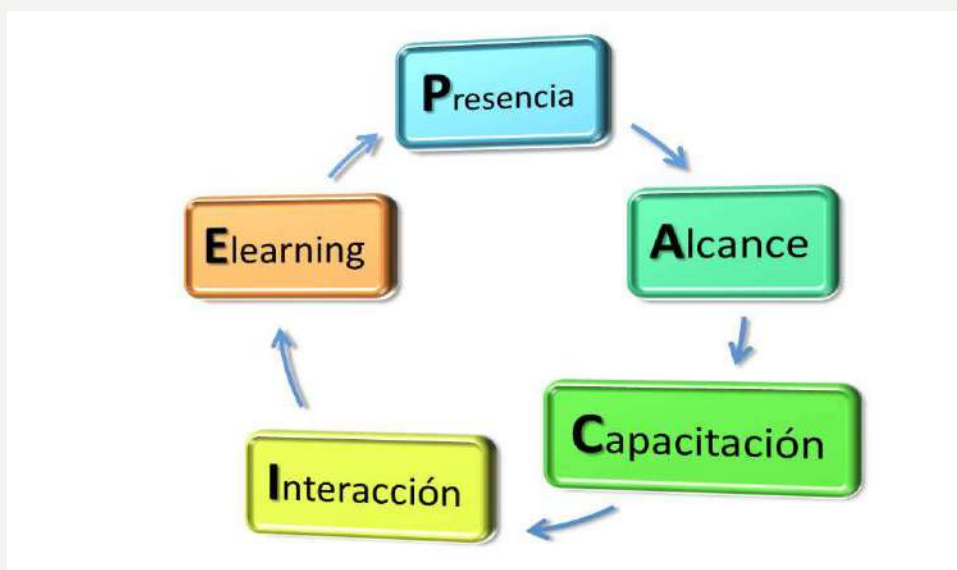 Presencia
Alcance
Capacitación
Interacción
Elearning